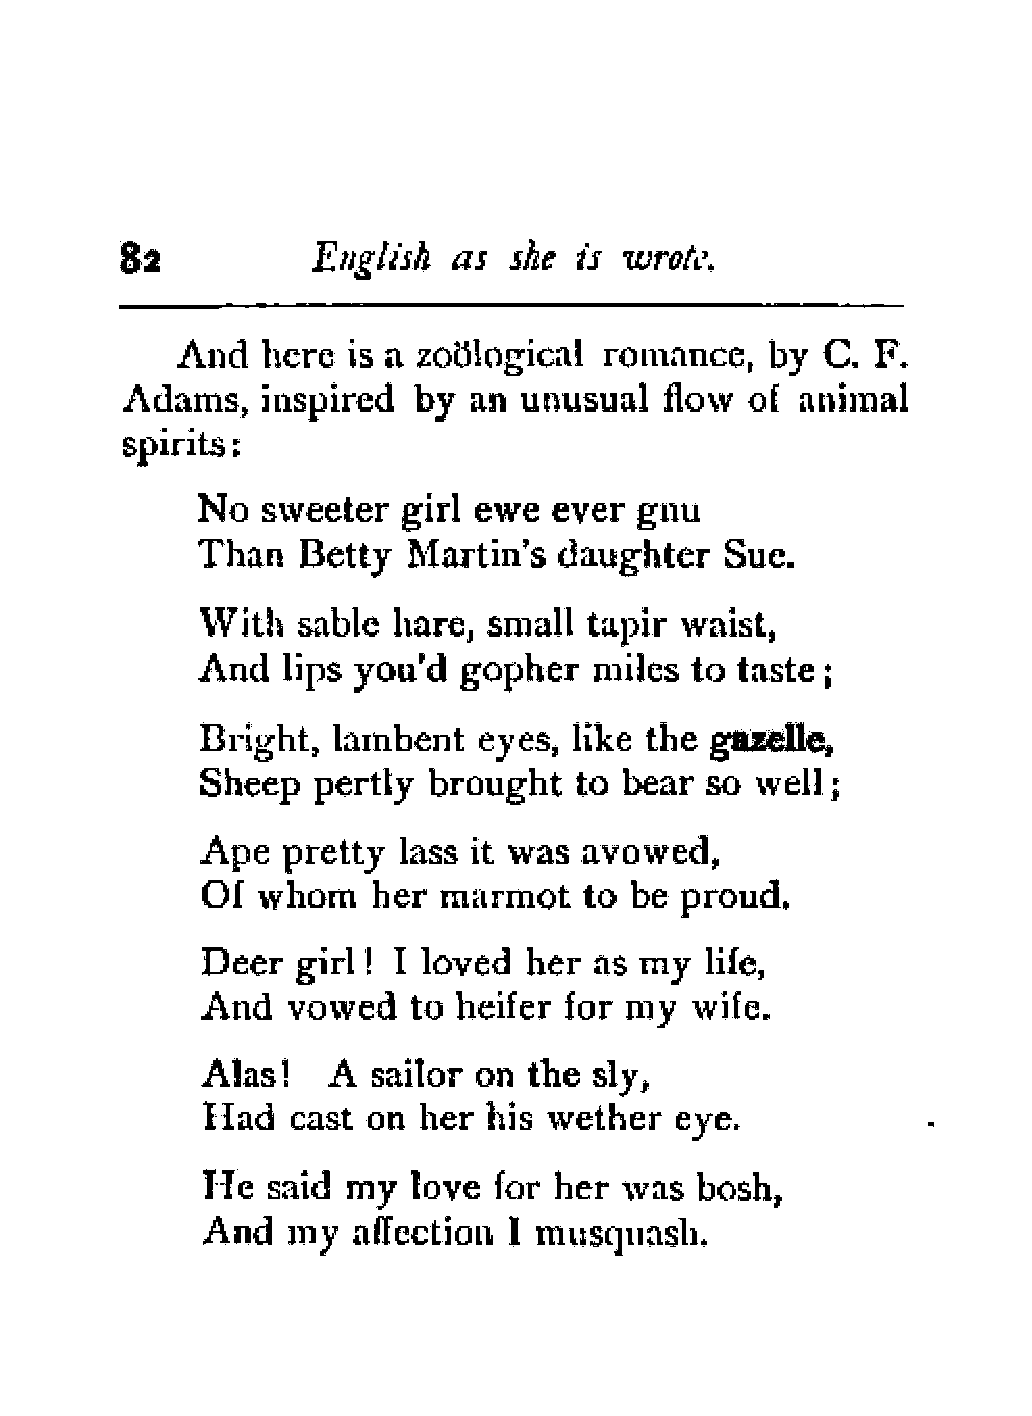 82 English as she is wrote.
And here is a zoölogical romance, by C. F.
Adams, inspired by an unusual flow of animal
spirits:
No sweeter girl ewe ever gnu
Than Betty Martin's daughter Sue.
With sable hare, small tapir waist,
And lips you'd gopher miles to taste;
Bright, lambent eyes, like the gazelle,
Sheep pertly brought to bear so well;
Ape pretty lass it was avowed,
Of whom her marmot to be proud.
Deer girl! I loved her as my life,
And vowed to heifer for my wife.
Alas! A sailor on the sly,
Had cast on her his wether eye.
He said my love for her was bosh,
And my affection I musquash.